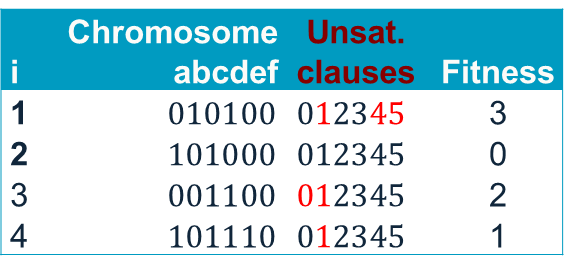 Chromosome Unsat.
i abcdef clauses Fitness
1 010100 012345 3
2 101000 012345 0
3 001100 012345 2
4 101110 012345 1